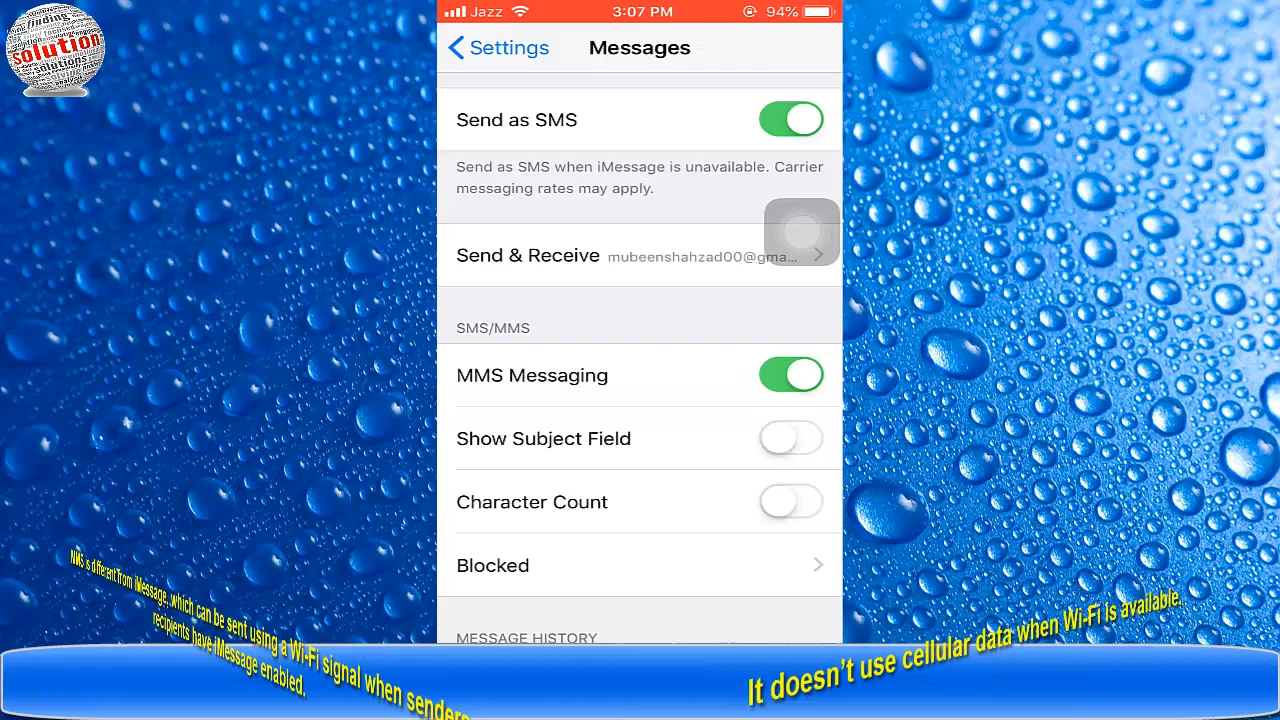 finding
solution
solutions
Jazz 3:07 PM 94%
Settings Messages
Send as SMS
Send as SMS when iMessage is unavailable. Carrier
messaging rates may apply.
Send & Receive mubeenshahzad00@gma...
SMS/MMS
MMS Messaging
Show Subject Field
Character Count
Blocked
MESSAGE HISTORY
MMS is different from iMessage, which can be sent using a Wi-Fi signal when senders
recipients have iMessage enabled.
It doesn't use cellular data when Wi-Fi is available.